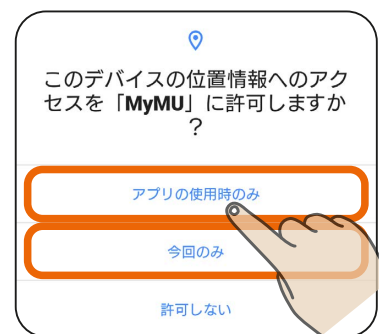 このデバイスの位置情報へのアク
セスを「MyMU」に許可しますか
?
アプリの使用時のみ
今回のみ
許可しない